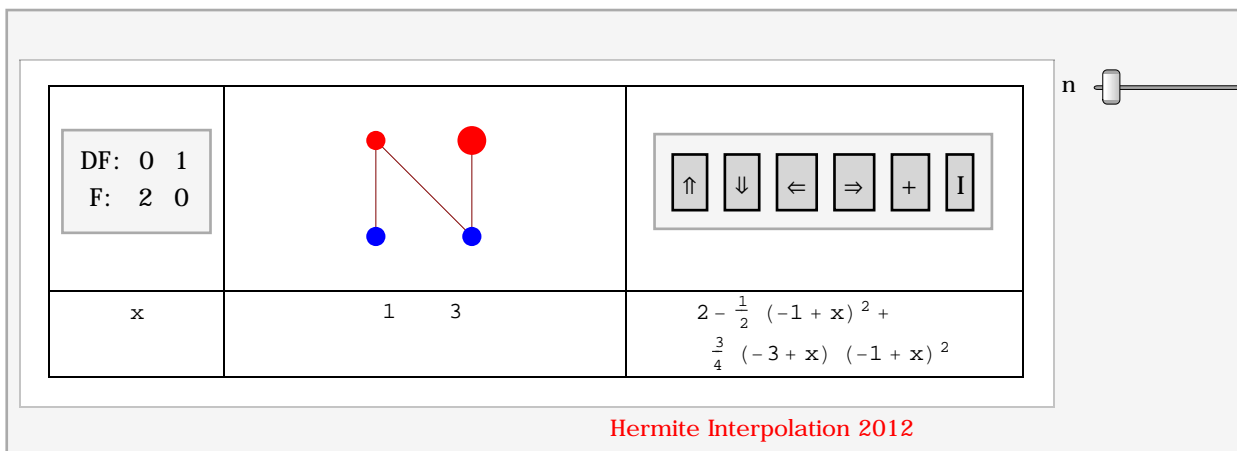 n
DF: 0 1
F: 2 0
⇑ ⇓ ⇐ ⇒ + I
x 1 3 2 - 1/2 (-1 + x)^2 +
3/4 (-3 + x) (-1 + x)^2
Hermite Interpolation 2012